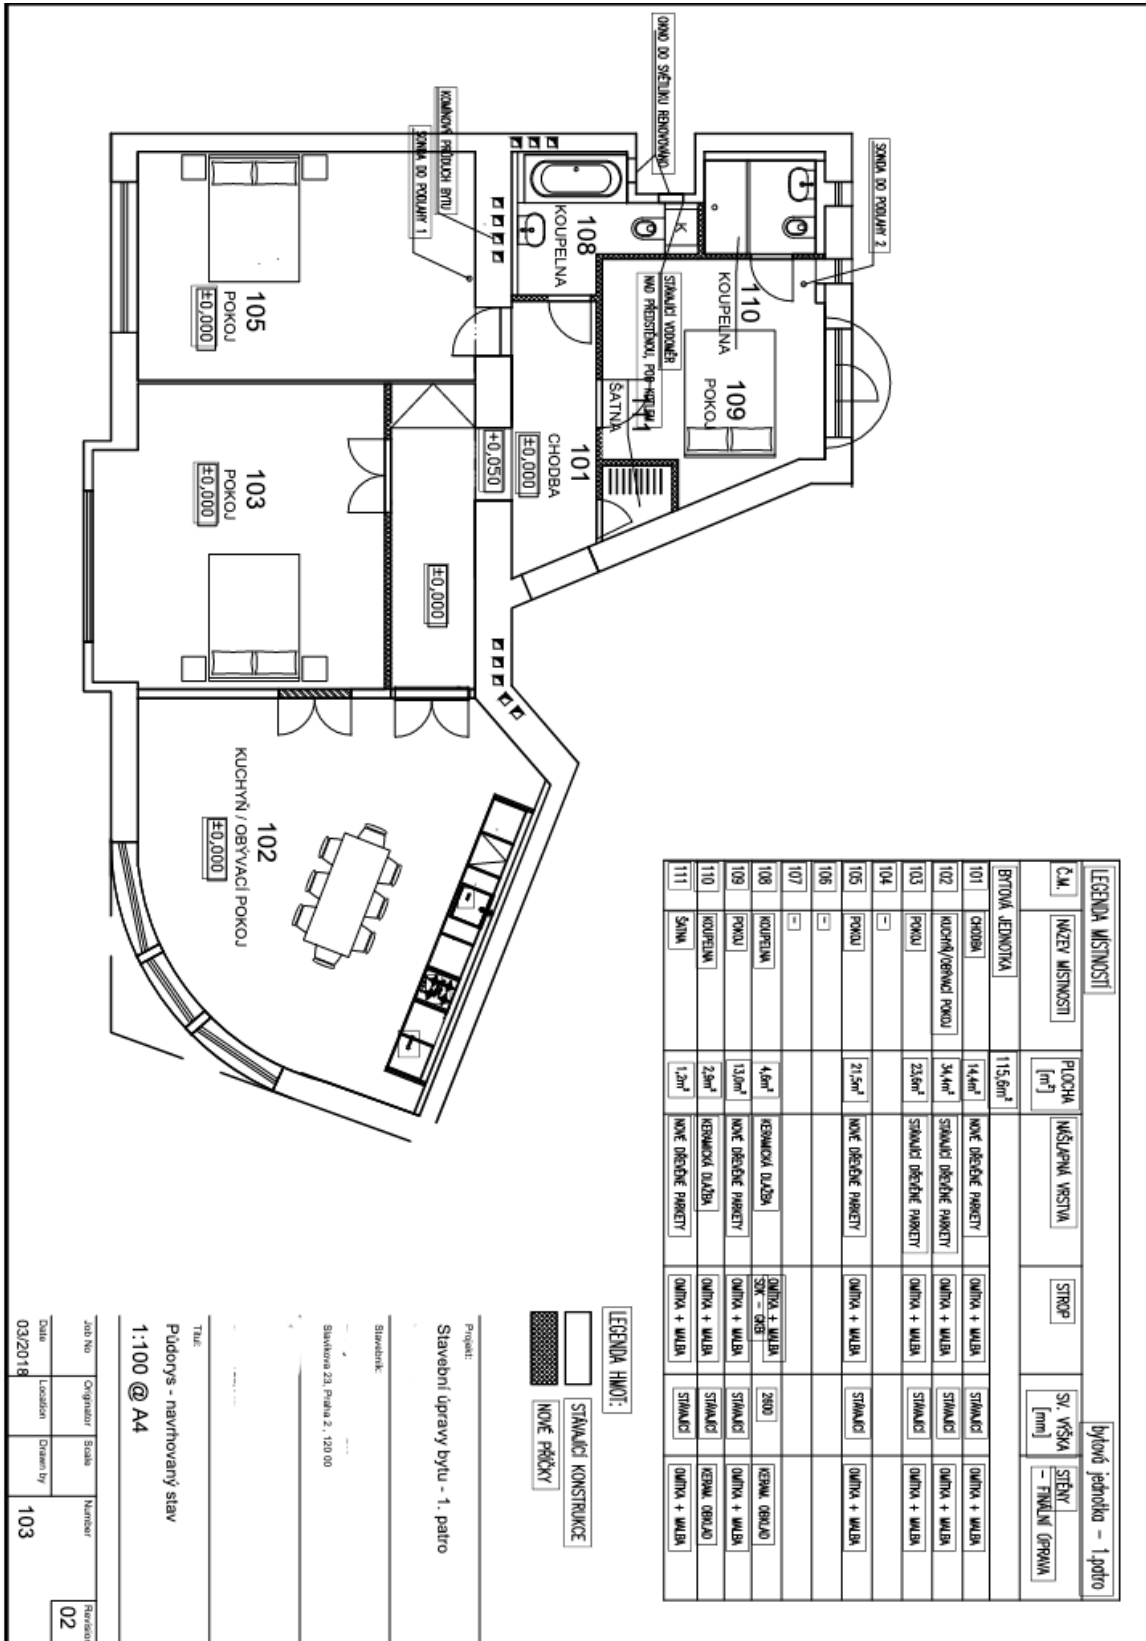 OKNO DO SVĚTLÍKU RENOVOVÁNO
KOMÍNOVÝ PRŮDUCH BYTU
SONDA DO PODLAHY 1
SONDA DO PODLAHY 2
105
POKOJ
±0,000
108
KOUPELNA
K
110
KOUPELNA
STÁVAJÍCÍ VODOMĚR
NAD PŘEDSTĚNOU, POD KOTLEM
109
POKOJ
ŠATNA
101
CHODBA
±0,000
+0,050
103
POKOJ
±0,000
±0,000
102
KUCHYŇ / OBÝVACÍ POKOJ
±0,000
LEGENDA MÍSTNOSTÍ bytová jednotka – 1.patro
Č.M. NÁZEV MÍSTNOSTI PLOCHA [m²] NÁŠLAPNÁ VRSTVA STROP SV. VÝŠKA [mm] STĚNY – FINÁLNÍ ÚPRAVA
BYTOVÁ JEDNOTKA 115,6m²
101 CHODBA 14,4m² NOVÉ DŘEVĚNÉ PARKETY OMÍTKA + MALBA STÁVAJÍCÍ OMÍTKA + MALBA
102 KUCHYŇ/OBÝVACÍ POKOJ 34,4m² STÁVAJÍCÍ DŘEVĚNÉ PARKETY OMÍTKA + MALBA STÁVAJÍCÍ OMÍTKA + MALBA
103 POKOJ 23,6m² STÁVAJÍCÍ DŘEVĚNÉ PARKETY OMÍTKA + MALBA STÁVAJÍCÍ OMÍTKA + MALBA
104 –
105 POKOJ 21,5m² NOVÉ DŘEVĚNÉ PARKETY OMÍTKA + MALBA STÁVAJÍCÍ OMÍTKA + MALBA
106 –
107 –
108 KOUPELNA 4,6m² KERAMICKÁ DLAŽBA OMÍTKA + MALBA SDK – GKB 2600 KERAM. OBKLAD
109 POKOJ 13,0m² NOVÉ DŘEVĚNÉ PARKETY OMÍTKA + MALBA STÁVAJÍCÍ OMÍTKA + MALBA
110 KOUPELNA 2,9m² KERAMICKÁ DLAŽBA OMÍTKA + MALBA STÁVAJÍCÍ KERAM. OBKLAD
111 ŠATNA 1,2m² NOVÉ DŘEVĚNÉ PARKETY OMÍTKA + MALBA STÁVAJÍCÍ OMÍTKA + MALBA
LEGENDA HMOT:
STÁVAJÍCÍ KONSTRUKCE
NOVÉ PŘÍČKY
Projekt:
Stavební úpravy bytu - 1. patro
Stavebník:
Slavíkova 23, Praha 2 , 120 00
Titul:
Půdorys - navrhovaný stav
1:100 @ A4
Job No Originator Scale Number Revision
02
Date Location Drawn by
03/2018 103